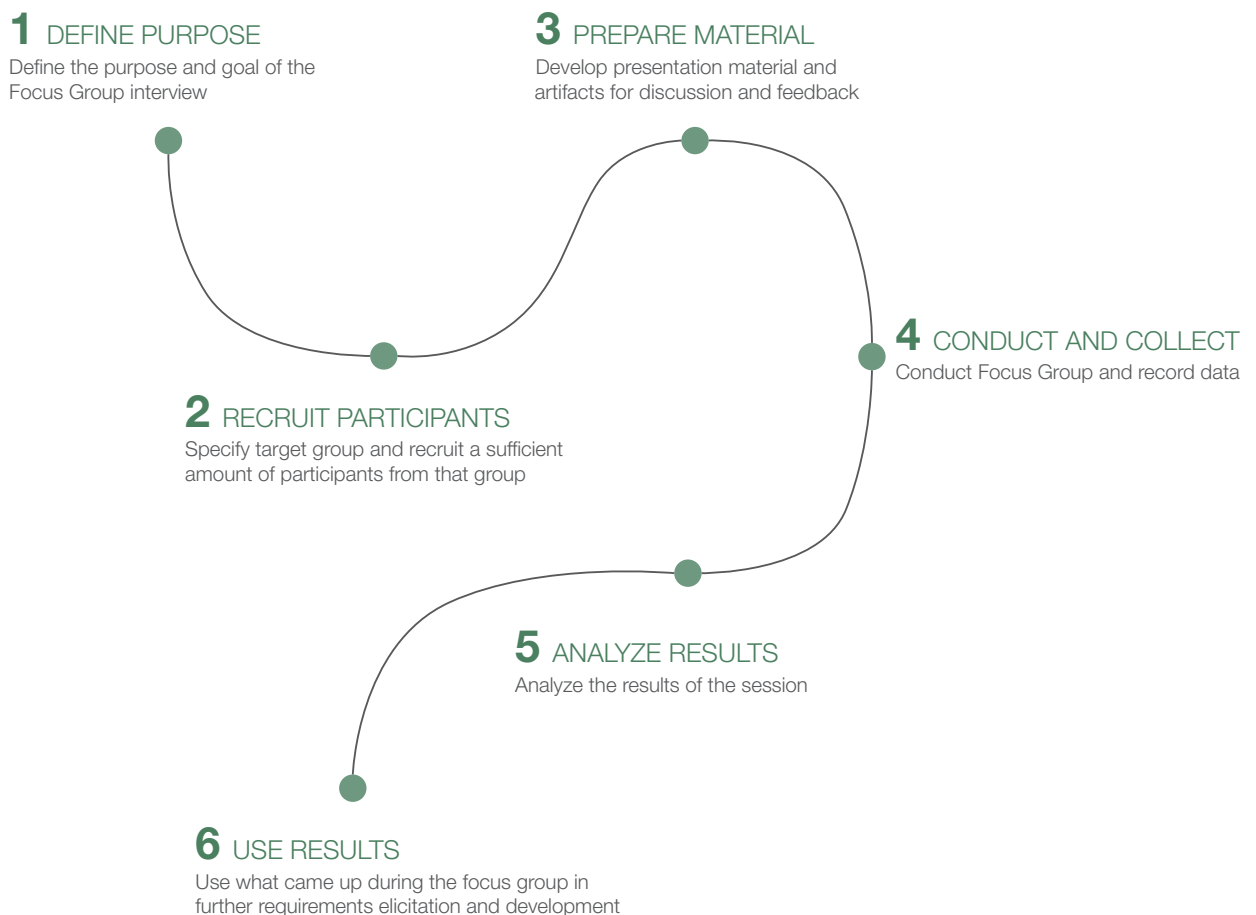 1 DEFINE PURPOSE
Define the purpose and goal of the
Focus Group interview
2 RECRUIT PARTICIPANTS
Specify target group and recruit a sufficient
amount of participants from that group
3 PREPARE MATERIAL
Develop presentation material and
artifacts for discussion and feedback
4 CONDUCT AND COLLECT
Conduct Focus Group and record data
5 ANALYZE RESULTS
Analyze the results of the session
6 USE RESULTS
Use what came up during the focus group in
further requirements elicitation and development